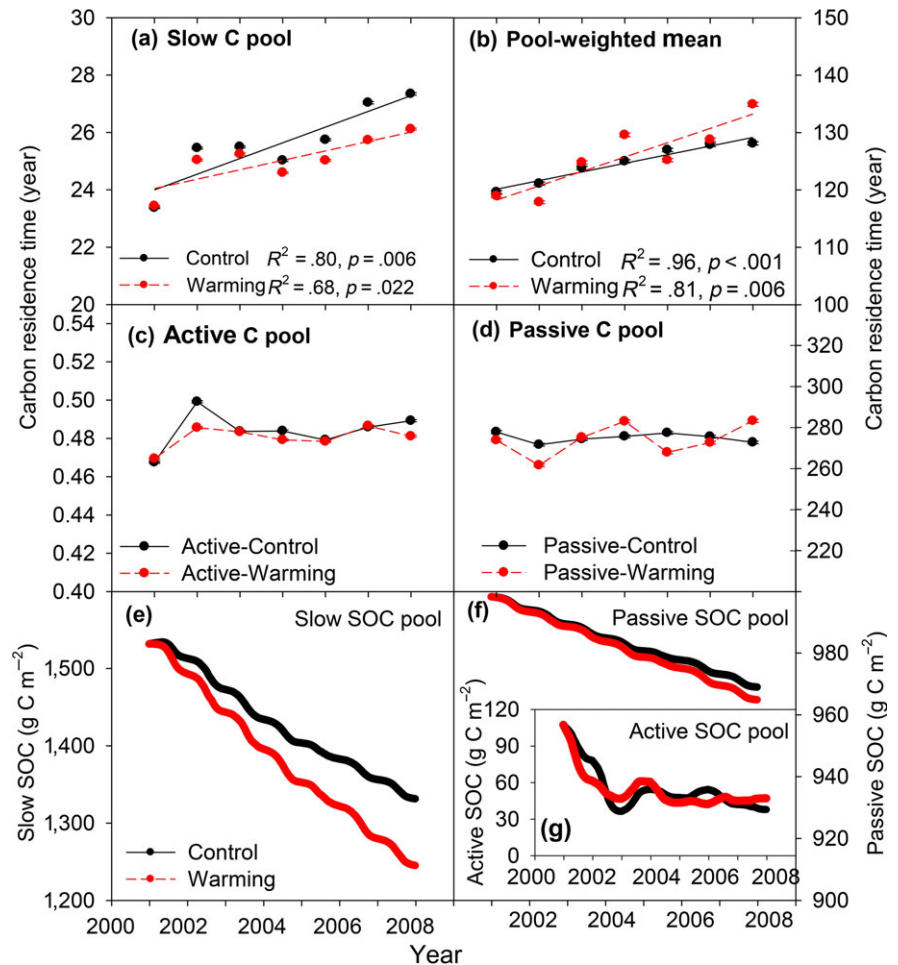 (a) Slow C pool
(b) Pool-weighted mean
30
28
26
24
22
20
Carbon residence time (year)
Control R² = .80, p = .006
Warming R² = .68, p = .022
Control R² = .96, p < .001
Warming R² = .81, p = .006
150
140
130
120
110
100
Carbon residence time (year)
(c) Active C pool
(d) Passive C pool
0.54
0.52
0.50
0.48
0.46
0.44
0.42
0.40
Active-Control
Active-Warming
Passive-Control
Passive-Warming
320
300
280
260
240
220
(e) Slow SOC pool
(f) Passive SOC pool
1,500
1,400
1,300
1,200
Slow SOC (g C m⁻²)
Control
Warming
2000 2002 2004 2006 2008
Active SOC pool
(g)
120
90
60
30
0
Active SOC (g C m⁻²)
2000 2002 2004 2006 2008
2000 2002 2004 2006 2008
980
960
940
920
900
Passive SOC (g C m⁻²)
Year